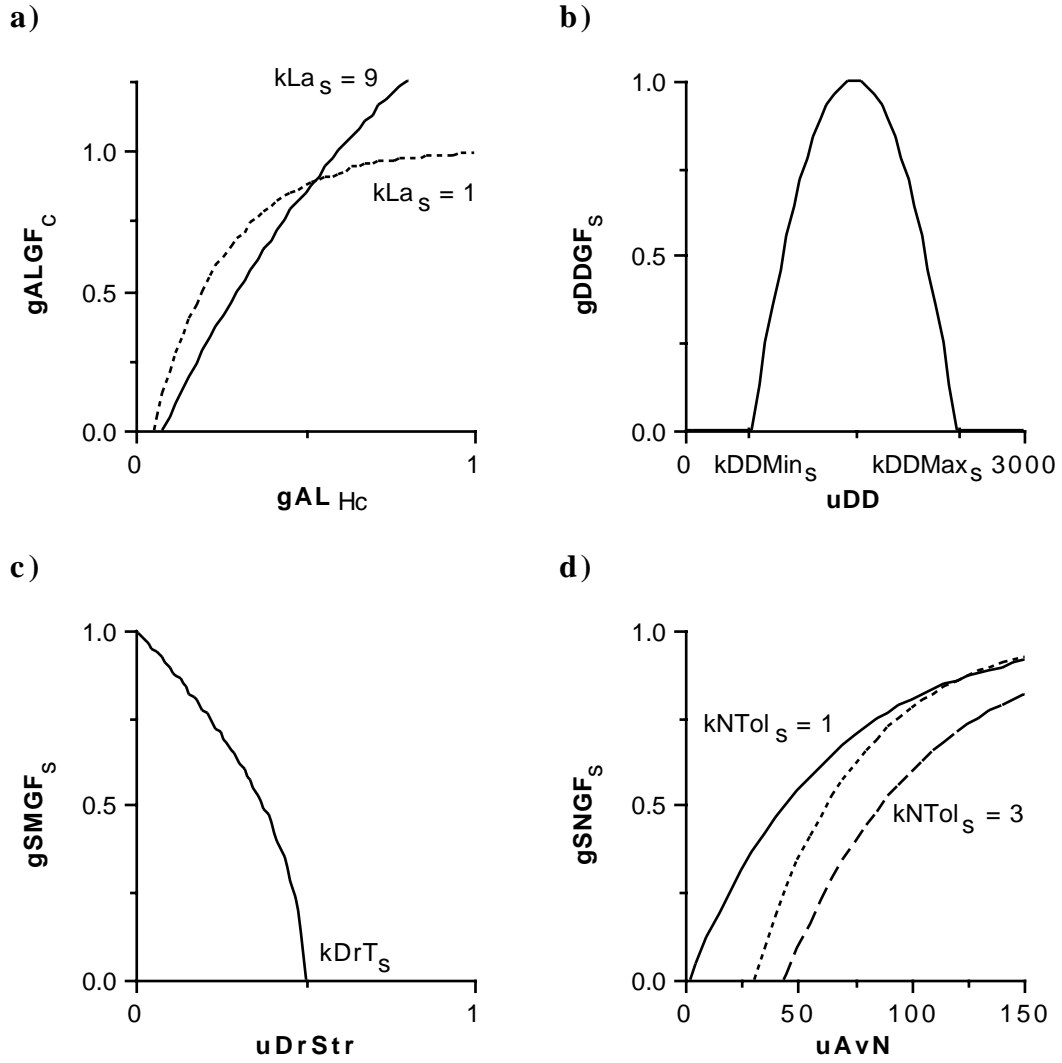 a)
kLa s = 9
kLa s = 1
1.0
0.5
0.0
gALGF c
0
1
gAL Hc
b)
1.0
0.5
0.0
gDDGF s
0
kDDMin s
kDDMax s 3000
uDD
c)
1.0
0.5
0.0
gSMGF s
kDrT s
0
1
uDrStr
d)
1.0
0.5
0.0
gSNGF s
kNTol s = 1
kNTol s = 3
0
50
100
150
uAvN